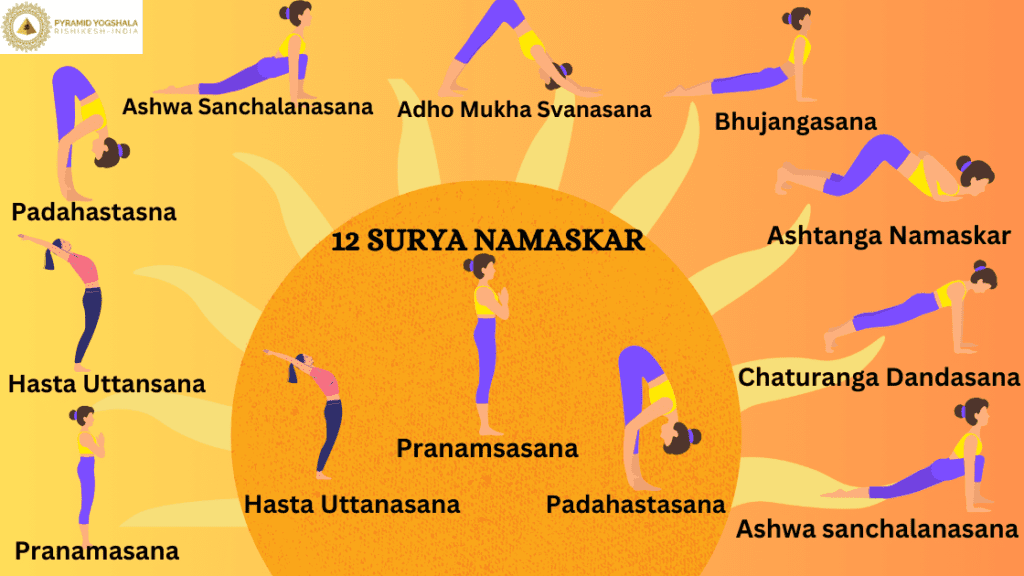 PYRAMID YOGSHALA
RISHIKESH-INDIA
Ashwa Sanchalanasana
Adho Mukha Svanasana
Bhujangasana
Padahastasna
Ashtanga Namaskar
12 SURYA NAMASKAR
Hasta Uttansana
Chaturanga Dandasana
Pranamsasana
Hasta Uttanasana
Padahastasana
Ashwa sanchalanasana
Pranamasana